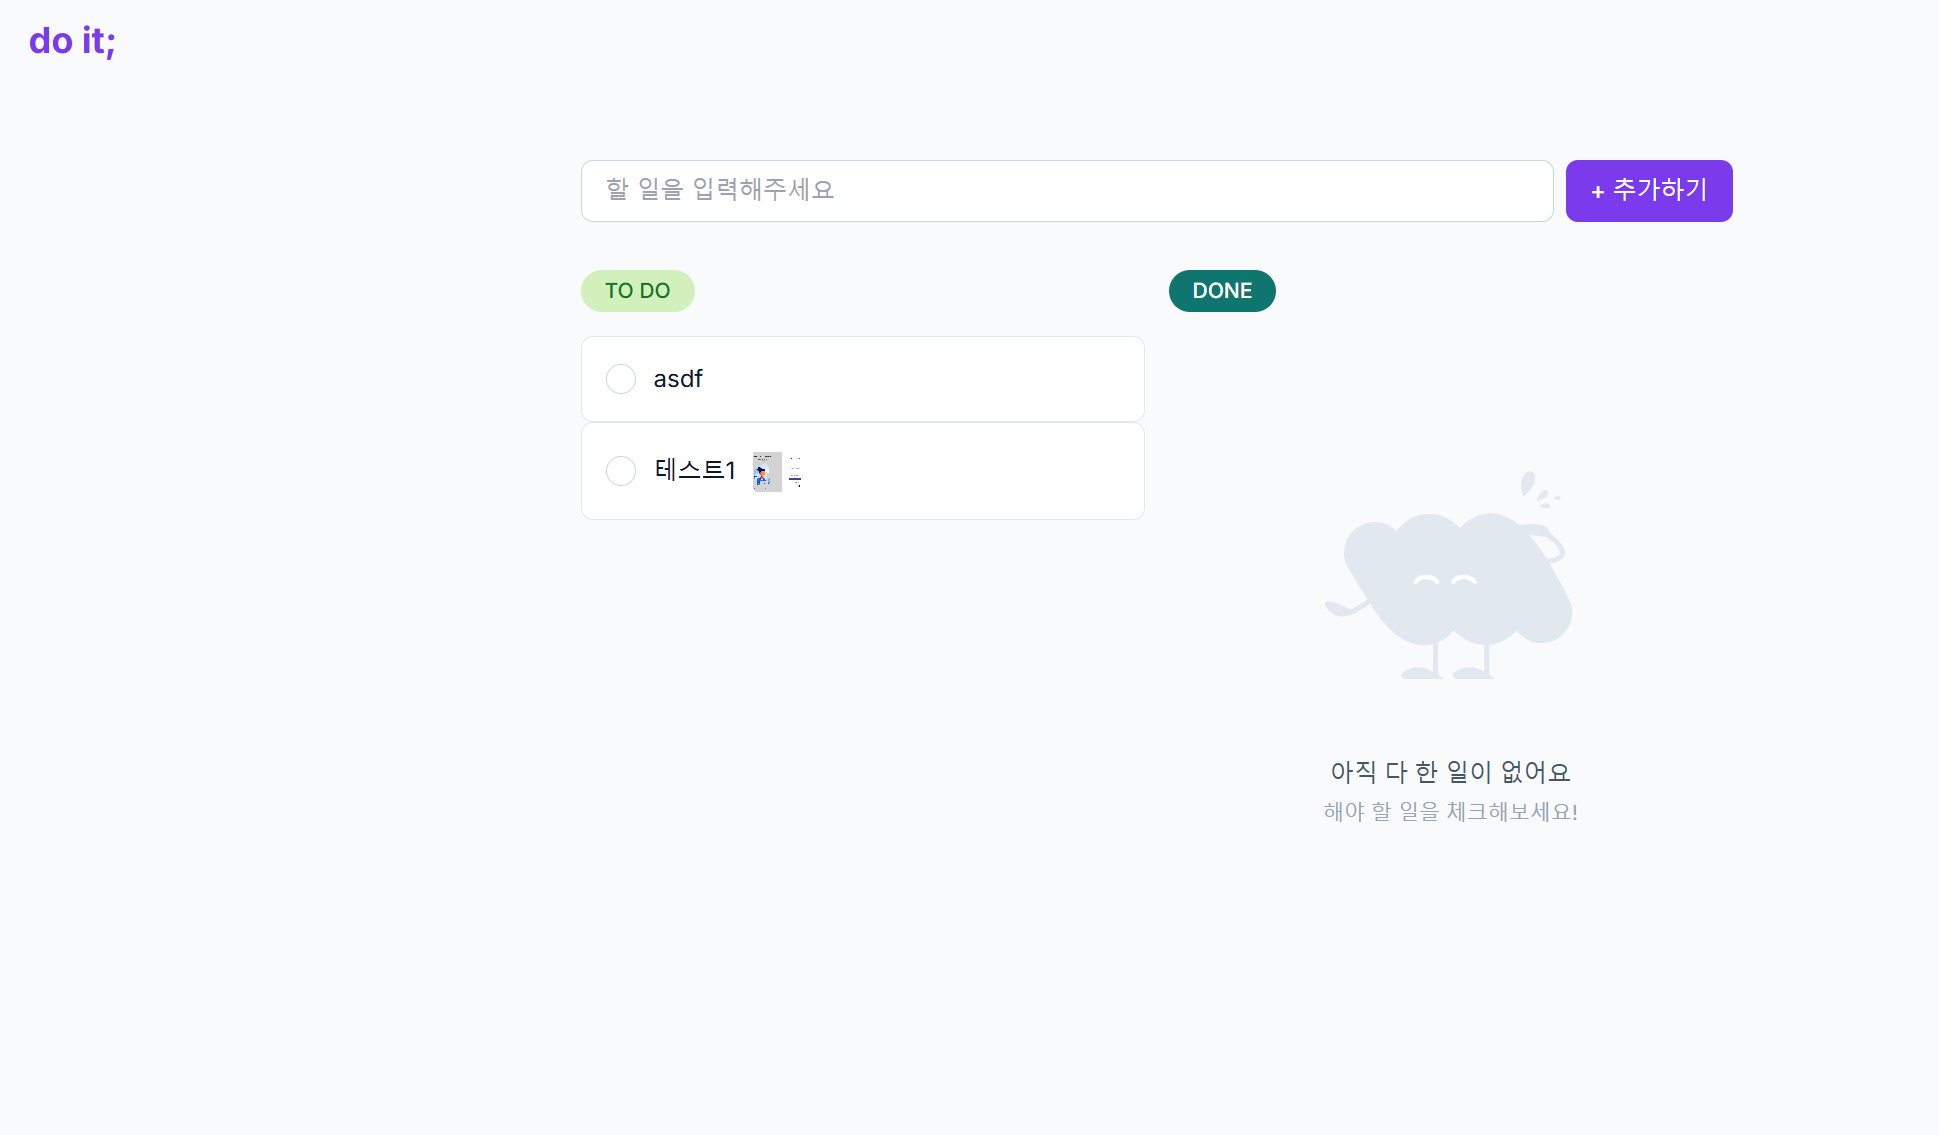 do it;
할 일을 입력해주세요
+ 추가하기
TO DO
DONE
asdf
테스트1
아직 다 한 일이 없어요
해야 할 일을 체크해보세요!